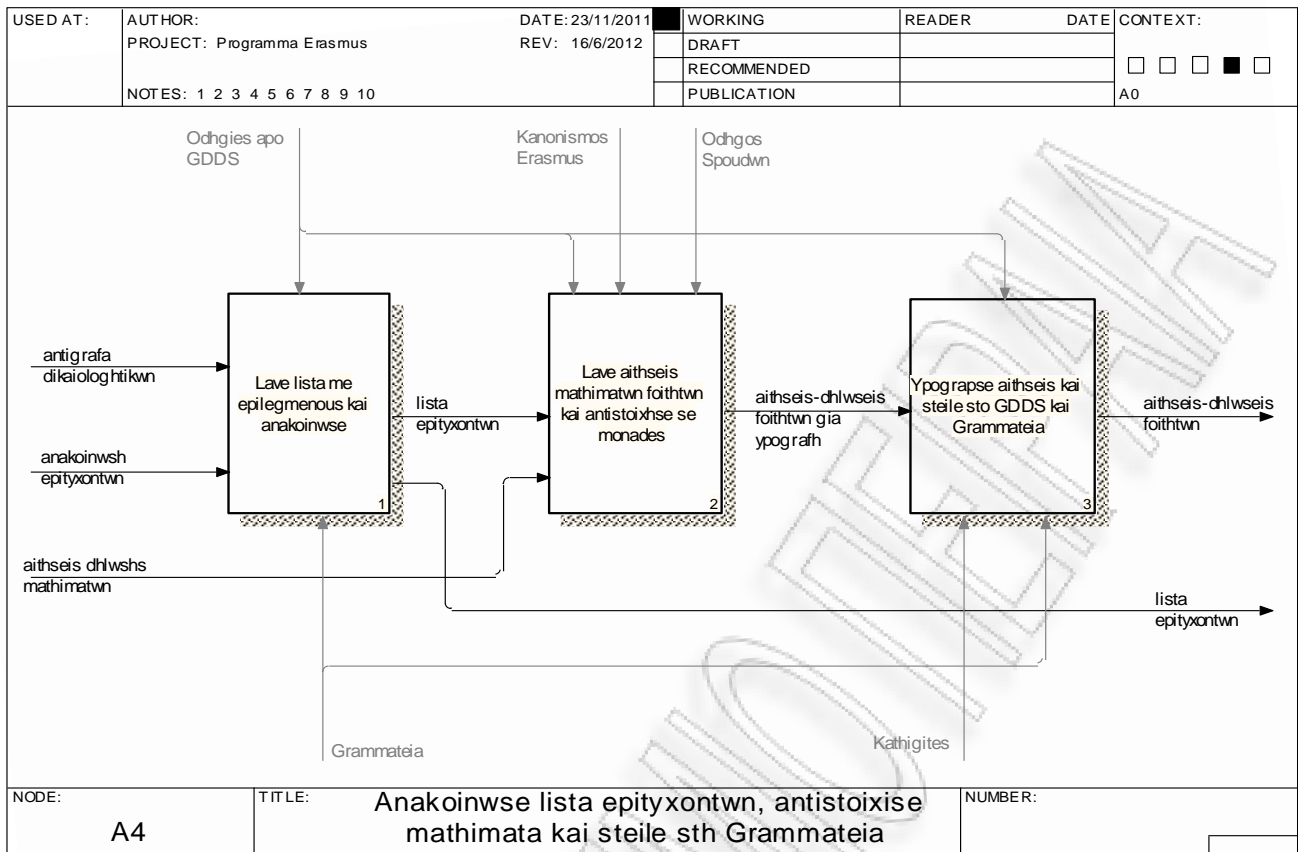 USED AT:
AUTHOR:
DATE: 23/11/2011
PROJECT: Programma Erasmus
REV: 16/6/2012
NOTES: 1 2 3 4 5 6 7 8 9 10
WORKING
DRAFT
RECOMMENDED
PUBLICATION
READER
DATE
CONTEXT:
A0
Odhgies apo
GDDS
Kanonismos
Erasmus
Odhgos
Spoudwn
antigrafa
dikaiologhtikwn
anakoinwsh
epityxontwn
aithseis dhlwshs
mathimatwn
Lave lista me
epilegmenous kai
anakoinwse
1
lista
epityxontwn
Lave aithseis
mathimatwn foithtwn
kai antistoixhse se
monades
2
aithseis-dhlwseis
foithtwn gia
ypografh
Ypograpse aithseis kai
steile sto GDDS kai
Grammateia
3
aithseis-dhlwseis
foithtwn
lista
epityxontwn
Grammateia
Kathigites
NODE:
A4
TITLE:
Anakoinwse lista epityxontwn, antistoixise
mathimata kai steile sth Grammateia
NUMBER: